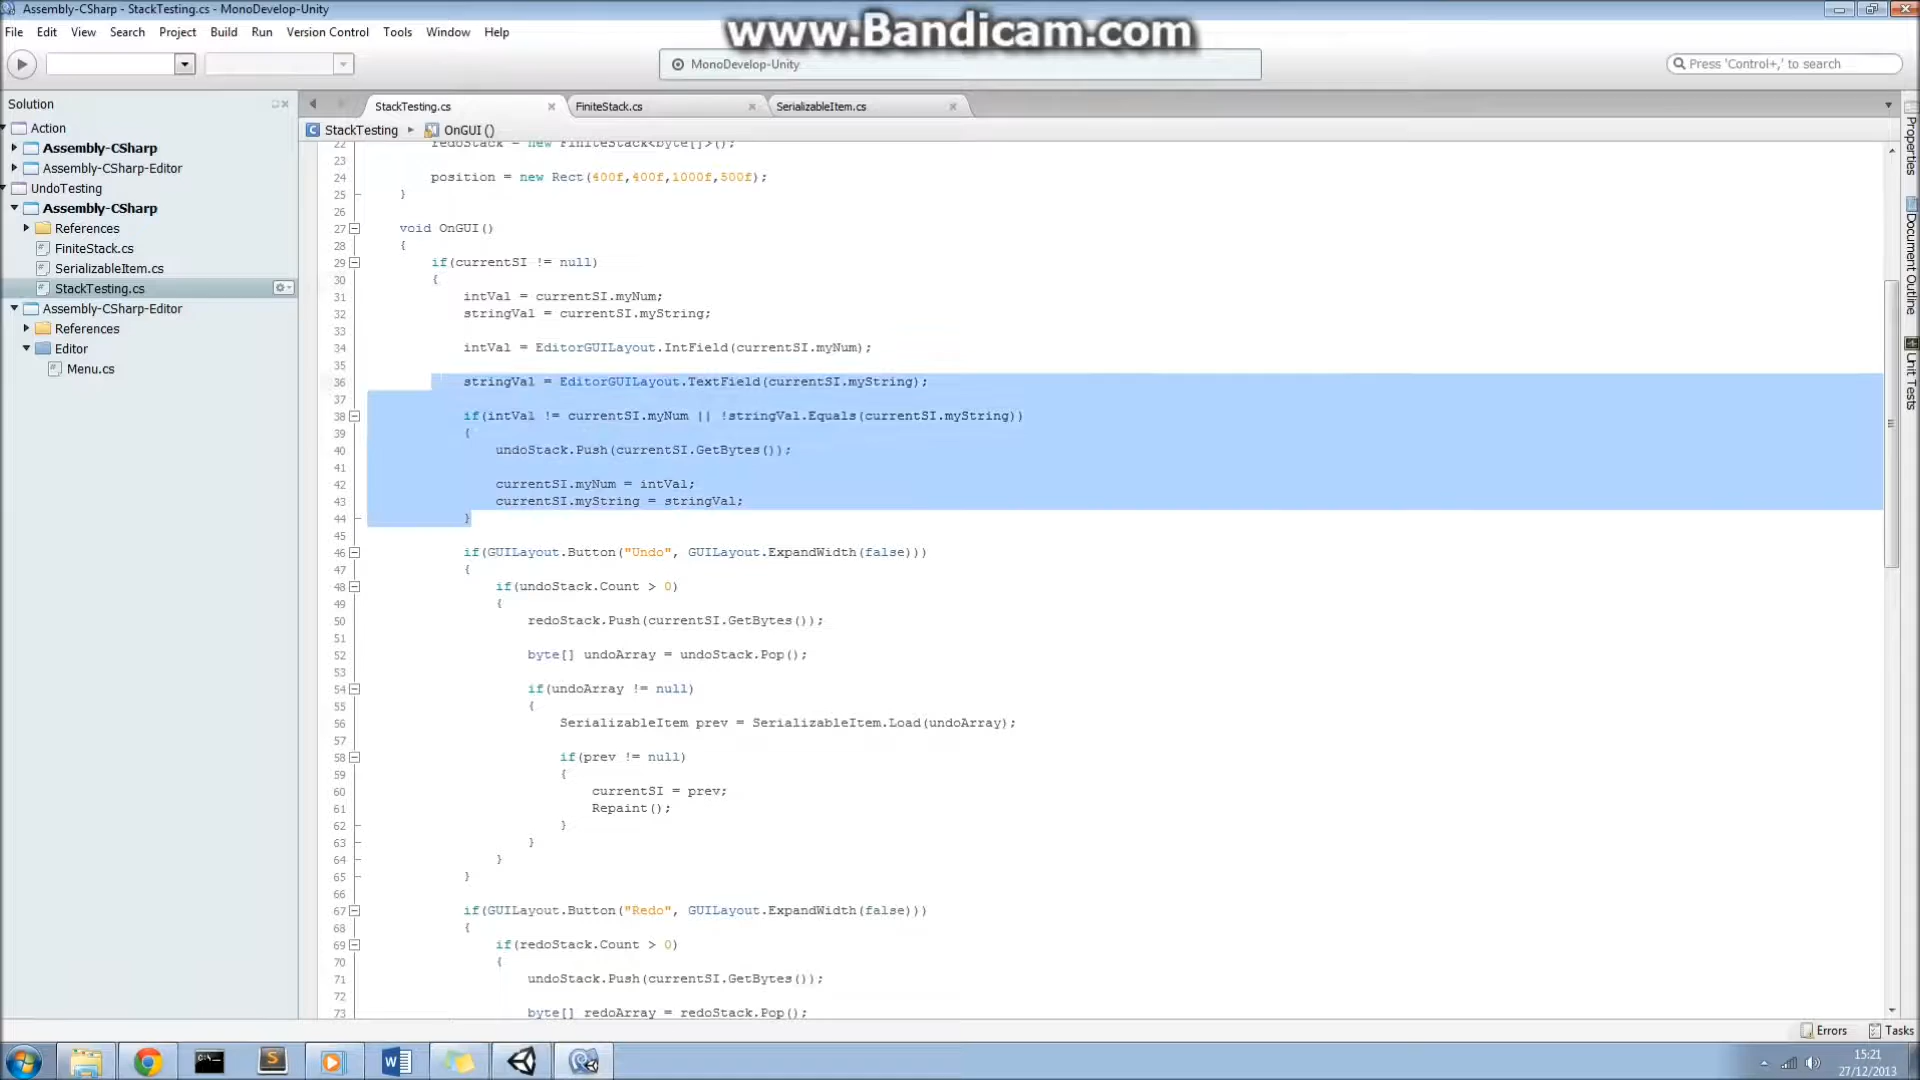 Assembly-CSharp - StackTesting.cs - MonoDevelop-Unity
www.Bandicam.com
File Edit View Search Project Build Run Version Control Tools Window Help
MonoDevelop-Unity
Press 'Control+,' to search
Solution
Action
Assembly-CSharp
Assembly-CSharp-Editor
UndoTesting
Assembly-CSharp
References
FiniteStack.cs
SerializableItem.cs
StackTesting.cs
Assembly-CSharp-Editor
References
Editor
Menu.cs
StackTesting.cs FiniteStack.cs SerializableItem.cs
StackTesting OnGUI ()
22 redoStack = new FiniteStack<byte[]>();
23
24 position = new Rect(400f,400f,1000f,500f);
25 }
26
27 void OnGUI()
28 {
29 if(currentSI != null)
30 {
31 intVal = currentSI.myNum;
32 stringVal = currentSI.myString;
33
34 intVal = EditorGUILayout.IntField(currentSI.myNum);
35
36 stringVal = EditorGUILayout.TextField(currentSI.myString);
37
38 if(intVal != currentSI.myNum || !stringVal.Equals(currentSI.myString))
39 {
40 undoStack.Push(currentSI.GetBytes());
41
42 currentSI.myNum = intVal;
43 currentSI.myString = stringVal;
44 }
45
46 if(GUILayout.Button("Undo", GUILayout.ExpandWidth(false)))
47 {
48 if(undoStack.Count > 0)
49 {
50 redoStack.Push(currentSI.GetBytes());
51
52 byte[] undoArray = undoStack.Pop();
53
54 if(undoArray != null)
55 {
56 SerializableItem prev = SerializableItem.Load(undoArray);
57
58 if(prev != null)
59 {
60 currentSI = prev;
61 Repaint();
62 }
63 }
64 }
65 }
66
67 if(GUILayout.Button("Redo", GUILayout.ExpandWidth(false)))
68 {
69 if(redoStack.Count > 0)
70 {
71 undoStack.Push(currentSI.GetBytes());
72
73 byte[] redoArray = redoStack.Pop();
Properties
Document Outline
Unit Tests
Errors Tasks
15:21
27/12/2013